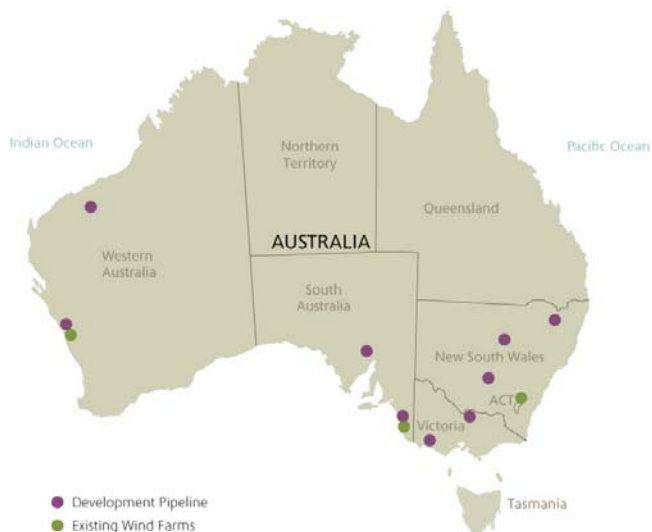 Indian Ocean
Northern
Territory
Pacific Ocean
Queensland
AUSTRALIA
Western
Australia
South
Australia
New South Wales
ACT
Victoria
Development Pipeline
Tasmania
Existing Wind Farms